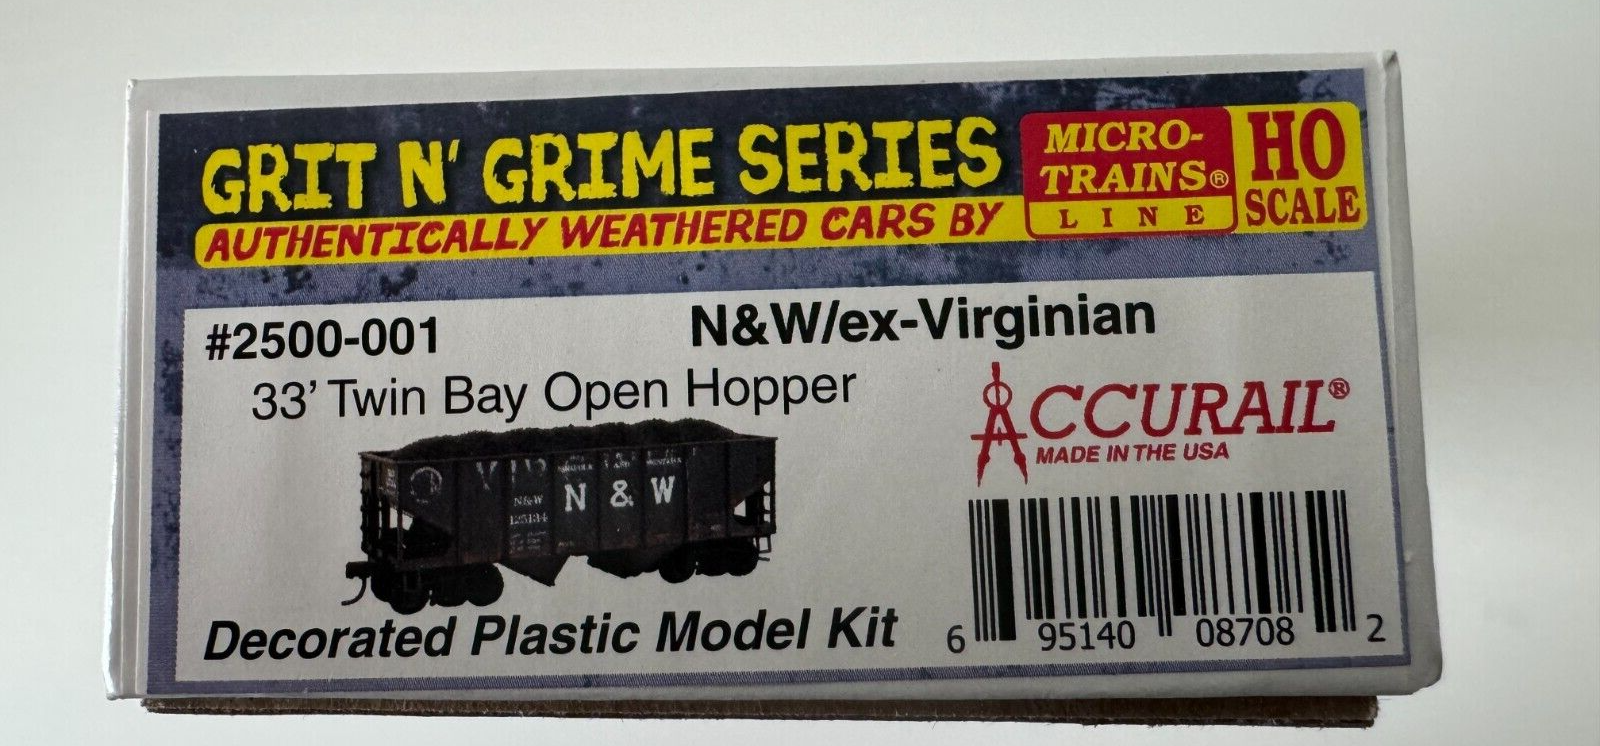 GRIT N' GRIME SERIES
AUTHENTICALLY WEATHERED CARS BY
MICRO-
TRAINS®
LINE
HO
SCALE
#2500-001
N&W/ex-Virginian
33' Twin Bay Open Hopper
ACCURAIL®
MADE IN THE USA
N&W
125134
N & W
Decorated Plastic Model Kit
6 95140 08708 2